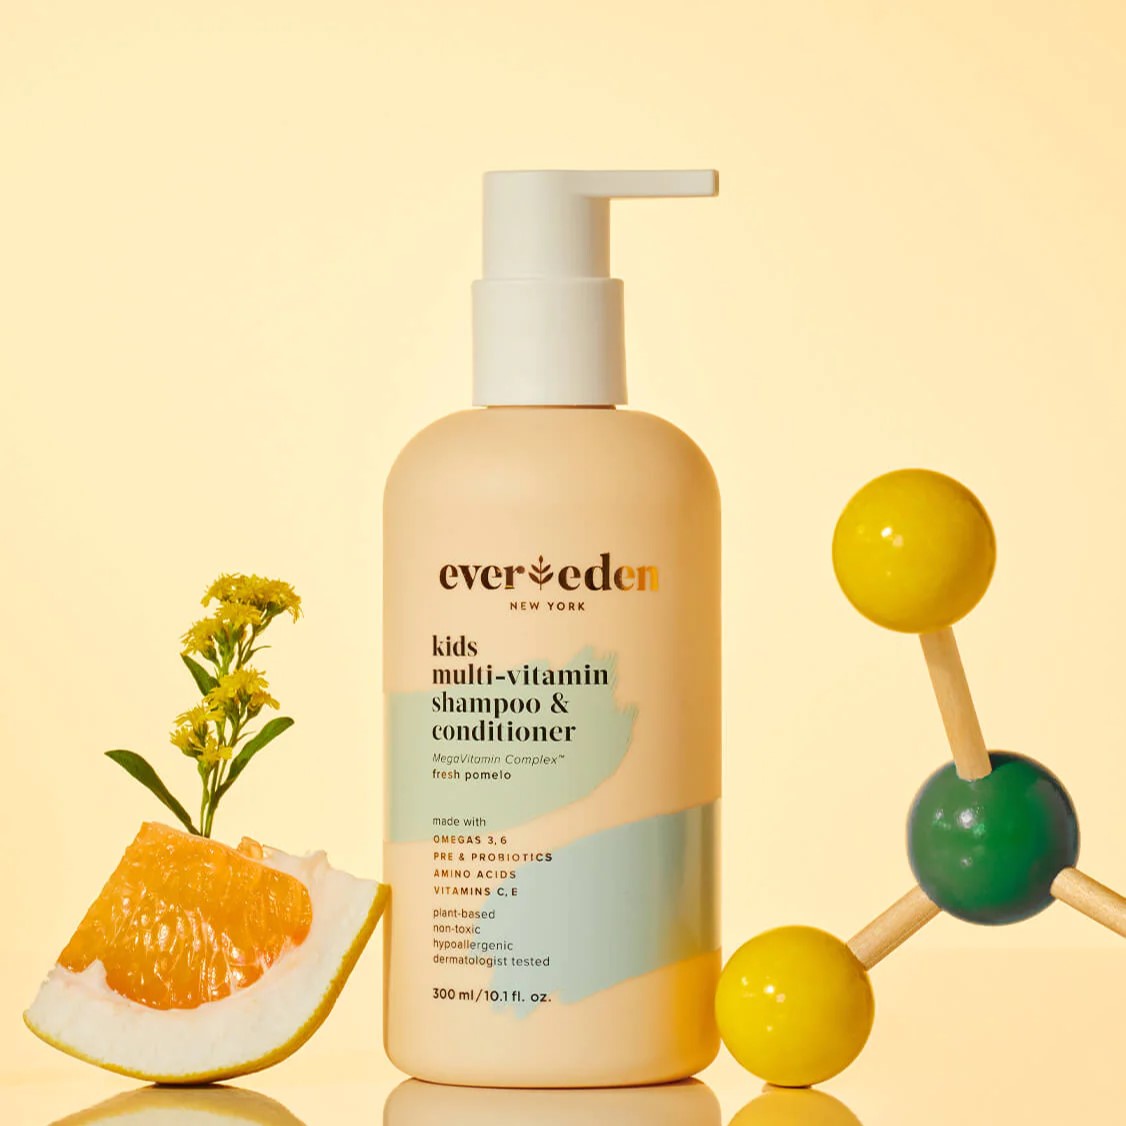 ever eden
NEW YORK
kids
multi-vitamin
shampoo &
conditioner
MegaVitamin Complex™
fresh pomelo
made with
OMEGAS 3, 6
PRE & PROBIOTICS
AMINO ACIDS
VITAMINS C, E
plant-based
non-toxic
hypoallergenic
dermatologist tested
300 ml/10.1 fl. oz.